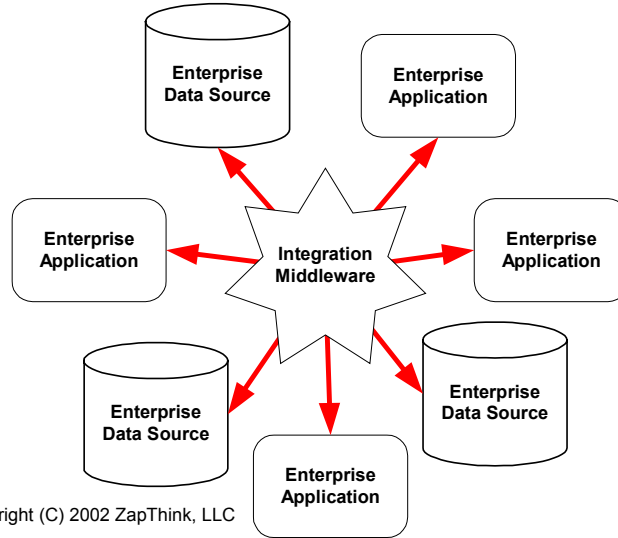 Enterprise
Data Source
Enterprise
Application
Enterprise
Application
Integration
Middleware
Enterprise
Application
Enterprise
Data Source
Enterprise
Data Source
Enterprise
Application
right (C) 2002 ZapThink, LLC